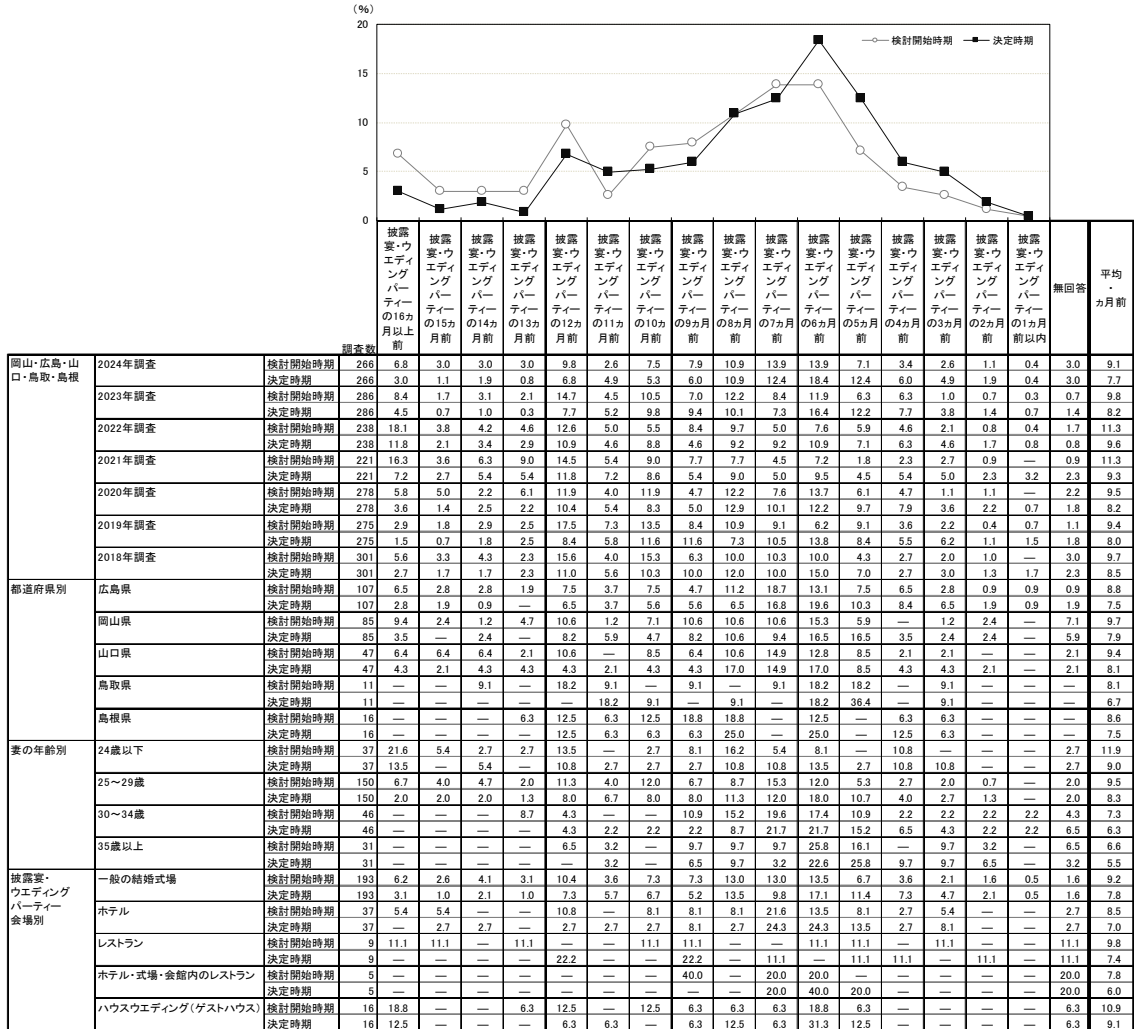 (%)
20
15
10
5
0
検討開始時期 決定時期
調査数 披露宴・ウエディングパーティーの16ヵ月以上前 披露宴・ウエディングパーティーの15ヵ月前 披露宴・ウエディングパーティーの14ヵ月前 披露宴・ウエディングパーティーの13ヵ月前 披露宴・ウエディングパーティーの12ヵ月前 披露宴・ウエディングパーティーの11ヵ月前 披露宴・ウエディングパーティーの10ヵ月前 披露宴・ウエディングパーティーの9ヵ月前 披露宴・ウエディングパーティーの8ヵ月前 披露宴・ウエディングパーティーの7ヵ月前 披露宴・ウエディングパーティーの6ヵ月前 披露宴・ウエディングパーティーの5ヵ月前 披露宴・ウエディングパーティーの4ヵ月前 披露宴・ウエディングパーティーの3ヵ月前 披露宴・ウエディングパーティーの2ヵ月前 披露宴・ウエディングパーティーの1ヵ月前以内 無回答 平均・ヵ月前
岡山・広島・山口・鳥取・島根 2024年調査 検討開始時期 266 6.8 3.0 3.0 3.0 9.8 2.6 7.5 7.9 10.9 13.9 13.9 7.1 3.4 2.6 1.1 0.4 3.0 9.1
決定時期 266 3.0 1.1 1.9 0.8 6.8 4.9 5.3 6.0 10.9 12.4 18.4 12.4 6.0 4.9 1.9 0.4 3.0 7.7
2023年調査 検討開始時期 286 8.4 1.7 3.1 2.1 14.7 4.5 10.5 7.0 12.2 8.4 11.9 6.3 6.3 1.0 0.7 0.3 0.7 9.8
決定時期 286 4.5 0.7 1.0 0.3 7.7 5.2 9.8 9.4 10.1 7.3 16.4 12.2 7.7 3.8 1.4 0.7 1.4 8.2
2022年調査 検討開始時期 238 18.1 3.8 4.2 4.6 12.6 5.0 5.5 8.4 9.7 5.0 7.6 5.9 4.6 2.1 0.8 0.4 1.7 11.3
決定時期 238 11.8 2.1 3.4 2.9 10.9 4.6 8.8 4.6 9.2 9.2 10.9 7.1 6.3 4.6 1.7 0.8 0.8 9.6
2021年調査 検討開始時期 221 16.3 3.6 6.3 9.0 14.5 5.4 9.0 7.7 7.7 4.5 7.2 1.8 2.3 2.7 0.9 — 0.9 11.3
決定時期 221 7.2 2.7 5.4 5.4 11.8 7.2 8.6 5.4 9.0 5.0 9.5 4.5 5.4 5.0 2.3 3.2 2.3 9.3
2020年調査 検討開始時期 278 5.8 5.0 2.2 6.1 11.9 4.0 11.9 4.7 12.2 7.6 13.7 6.1 4.7 1.1 1.1 — 2.2 9.5
決定時期 278 3.6 1.4 2.5 2.2 10.4 5.4 8.3 5.0 12.9 10.1 12.2 9.7 7.9 3.6 2.2 0.7 1.8 8.2
2019年調査 検討開始時期 275 2.9 1.8 2.9 2.5 17.5 7.3 13.5 8.4 10.9 9.1 6.2 9.1 3.6 2.2 0.4 0.7 1.1 9.4
決定時期 275 1.5 0.7 1.8 2.5 8.4 5.8 11.6 11.6 7.3 10.5 13.8 8.4 5.5 6.2 1.1 1.5 1.8 8.0
2018年調査 検討開始時期 301 5.6 3.3 4.3 2.3 15.6 4.0 15.3 6.3 10.0 10.3 10.0 4.3 2.7 2.0 1.0 — 3.0 9.7
決定時期 301 2.7 1.7 1.7 2.3 11.0 5.6 10.3 10.0 12.0 10.0 15.0 7.0 2.7 3.0 1.3 1.7 2.3 8.5
都道府県別 広島県 検討開始時期 107 6.5 2.8 2.8 1.9 7.5 3.7 7.5 4.7 11.2 18.7 13.1 7.5 6.5 2.8 0.9 0.9 0.9 8.8
決定時期 107 2.8 1.9 0.9 — 6.5 3.7 5.6 5.6 6.5 16.8 19.6 10.3 8.4 6.5 1.9 0.9 1.9 7.5
岡山県 検討開始時期 85 9.4 2.4 1.2 4.7 10.6 1.2 7.1 10.6 10.6 10.6 15.3 5.9 — 1.2 2.4 — 7.1 9.7
決定時期 85 3.5 — 2.4 — 8.2 5.9 4.7 8.2 10.6 9.4 16.5 16.5 3.5 2.4 2.4 — 5.9 7.9
山口県 検討開始時期 47 6.4 6.4 6.4 2.1 10.6 — 8.5 6.4 10.6 14.9 12.8 8.5 2.1 2.1 — — 2.1 9.4
決定時期 47 4.3 2.1 4.3 4.3 4.3 2.1 4.3 4.3 17.0 14.9 17.0 8.5 4.3 4.3 2.1 — 2.1 8.1
鳥取県 検討開始時期 11 — — 9.1 — 18.2 9.1 — 9.1 — 9.1 18.2 18.2 — 9.1 — — — 8.1
決定時期 11 — — — — — 18.2 9.1 — 9.1 — 18.2 36.4 — 9.1 — — — 6.7
島根県 検討開始時期 16 — — — 6.3 12.5 6.3 12.5 18.8 18.8 — 12.5 — 6.3 6.3 — — — 8.6
決定時期 16 — — — — 12.5 6.3 6.3 6.3 25.0 — 25.0 — 12.5 6.3 — — — 7.5
妻の年齢別 24歳以下 検討開始時期 37 21.6 5.4 2.7 2.7 13.5 — 2.7 8.1 16.2 5.4 8.1 — 10.8 — — — 2.7 11.9
決定時期 37 13.5 — 5.4 — 10.8 2.7 2.7 2.7 10.8 10.8 13.5 2.7 10.8 10.8 — — 2.7 9.0
25～29歳 検討開始時期 150 6.7 4.0 4.7 2.0 11.3 4.0 12.0 6.7 8.7 15.3 12.0 5.3 2.7 2.0 0.7 — 2.0 9.5
決定時期 150 2.0 2.0 2.0 1.3 8.0 6.7 8.0 8.0 11.3 12.0 18.0 10.7 4.0 2.7 1.3 — 2.0 8.3
30～34歳 検討開始時期 46 — — — 8.7 4.3 — — 10.9 15.2 19.6 17.4 10.9 2.2 2.2 2.2 2.2 4.3 7.3
決定時期 46 — — — — 4.3 2.2 2.2 2.2 8.7 21.7 21.7 15.2 6.5 4.3 2.2 2.2 6.5 6.3
35歳以上 検討開始時期 31 — — — — 6.5 3.2 — 9.7 9.7 9.7 25.8 16.1 — 9.7 3.2 — 6.5 6.6
決定時期 31 — — — — — 3.2 — 6.5 9.7 3.2 22.6 25.8 9.7 9.7 6.5 — 3.2 5.5
披露宴・ウエディングパーティー会場別 一般の結婚式場 検討開始時期 193 6.2 2.6 4.1 3.1 10.4 3.6 7.3 7.3 13.0 13.0 13.5 6.7 3.6 2.1 1.6 0.5 1.6 9.2
決定時期 193 3.1 1.0 2.1 1.0 7.3 5.7 6.7 5.2 13.5 9.8 17.1 11.4 7.3 4.7 2.1 0.5 1.6 7.8
ホテル 検討開始時期 37 5.4 5.4 — — 10.8 — 8.1 8.1 8.1 21.6 13.5 8.1 2.7 5.4 — — 2.7 8.5
決定時期 37 — 2.7 2.7 — 2.7 2.7 2.7 8.1 2.7 24.3 24.3 13.5 2.7 8.1 — — 2.7 7.0
レストラン 検討開始時期 9 11.1 11.1 — 11.1 — — 11.1 11.1 — — 11.1 11.1 — 11.1 — — 11.1 9.8
決定時期 9 — — — — 22.2 — — 22.2 — 11.1 — 11.1 11.1 — 11.1 — 11.1 7.4
ホテル・式場・会館内のレストラン 検討開始時期 5 — — — — — — — 40.0 — 20.0 20.0 — — — — — 20.0 7.8
決定時期 5 — — — — — — — — — 20.0 40.0 20.0 — — — — 20.0 6.0
ハウスウエディング(ゲストハウス) 検討開始時期 16 18.8 — — 6.3 12.5 — 12.5 6.3 6.3 6.3 18.8 6.3 — — — — 6.3 10.9
決定時期 16 12.5 — — — 6.3 6.3 — 6.3 12.5 6.3 31.3 12.5 — — — — 6.3 9.1